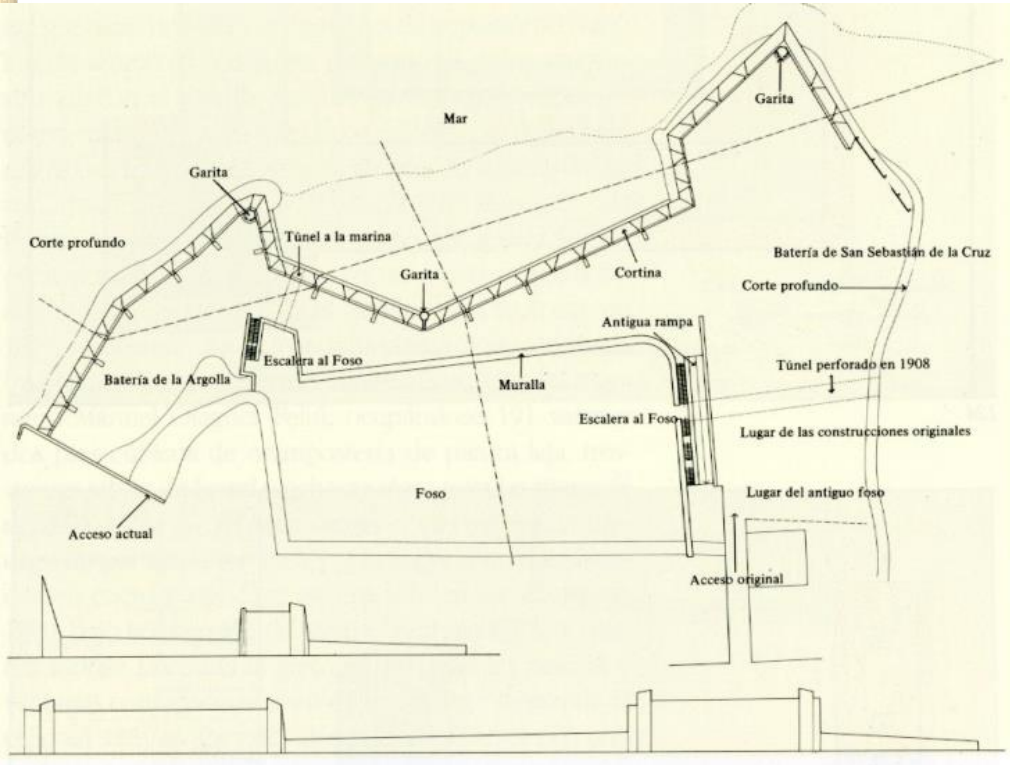 Garita
Mar
Garita
Corte profundo
Túnel a la marina
Batería de San Sebastián de la Cruz
Garita
Cortina
Corte profundo
Antigua rampa
Escalera al Foso
Túnel perforado en 1908
Batería de la Argolla
Muralla
Escalera al Foso
Lugar de las construcciones originales
Foso
Lugar del antiguo foso
Acceso actual
Acceso original